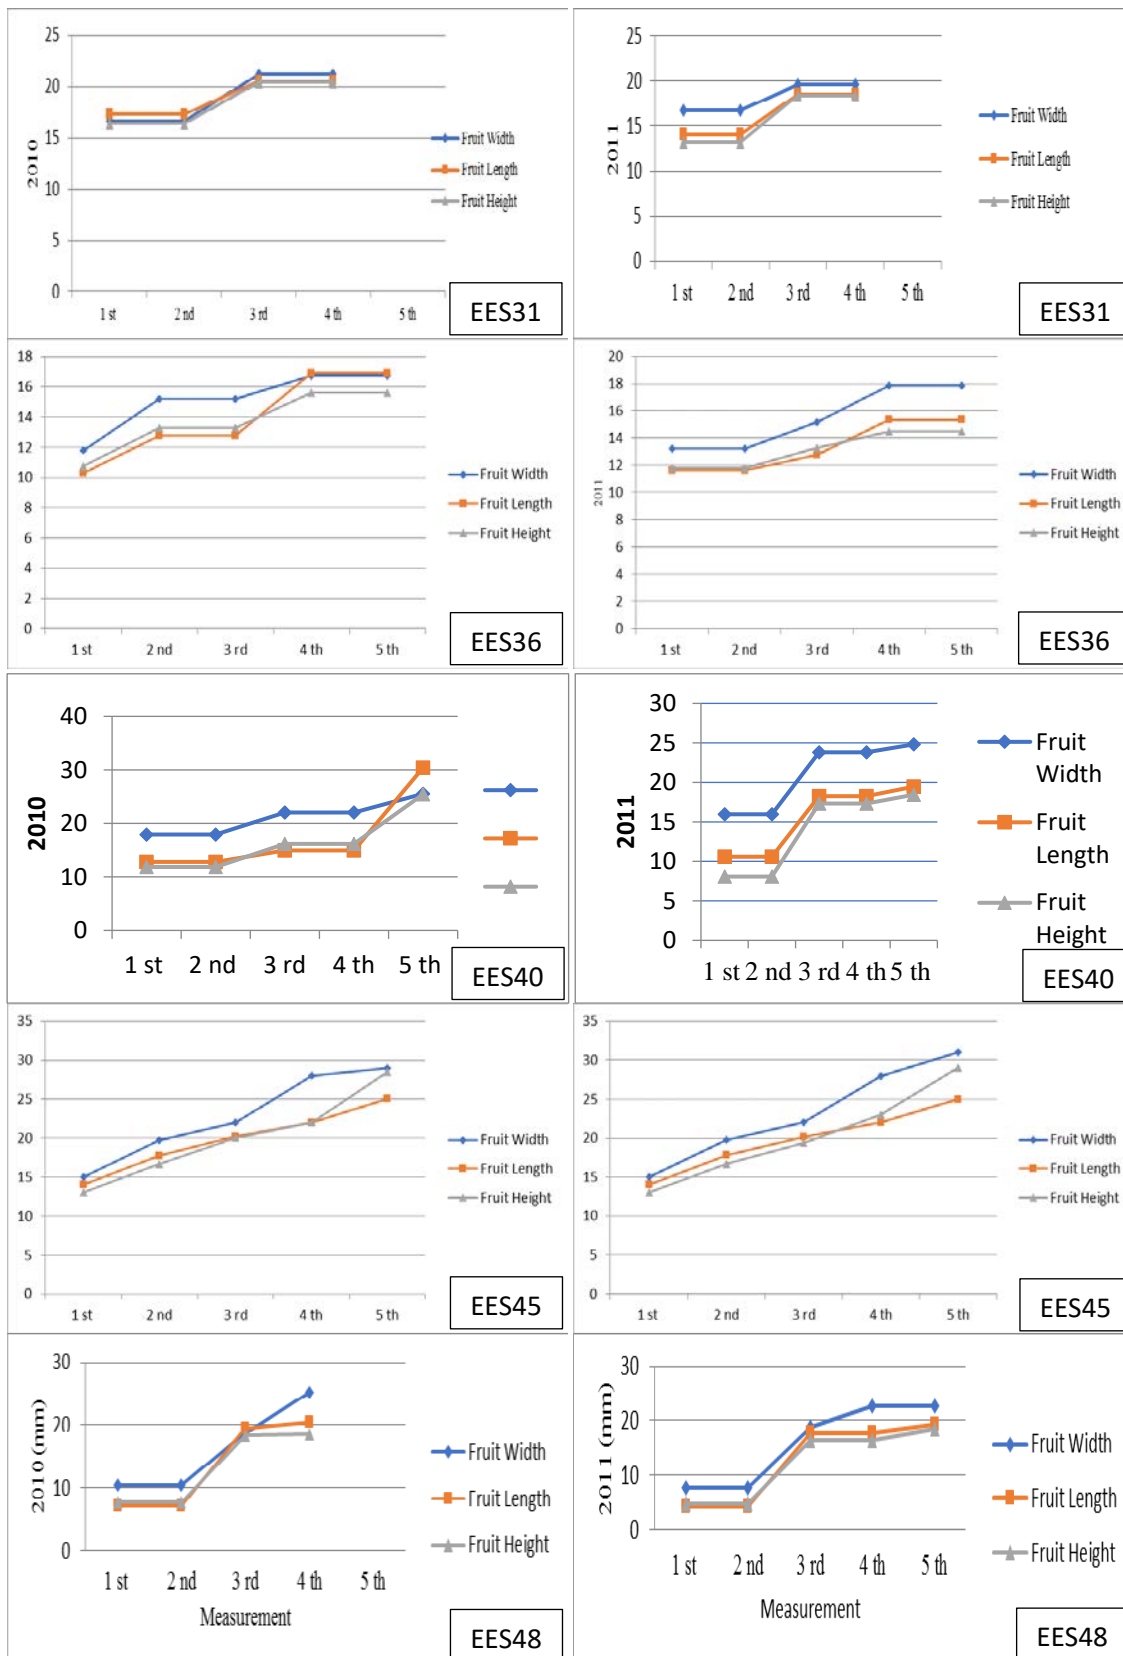 25
20
15
10
5
0
2010
1 st 2 nd 3 rd 4 th 5 th
Fruit Width
Fruit Length
Fruit Height
EES31
25
20
15
10
5
0
2011
1 st 2 nd 3 rd 4 th 5 th
Fruit Width
Fruit Length
Fruit Height
EES31
18
16
14
12
10
8
6
4
2
0
1 st 2 nd 3 rd 4 th 5 th
Fruit Width
Fruit Length
Fruit Height
EES36
20
18
16
14
12
10
8
6
4
2
0
2011
1 st 2 nd 3 rd 4 th 5 th
Fruit Width
Fruit Length
Fruit Height
EES36
40
30
20
10
0
2010
1 st 2 nd 3 rd 4 th 5 th
EES40
30
25
20
15
10
5
0
2011
1 st 2 nd 3 rd 4 th 5 th
Fruit
Width
Fruit
Length
Fruit
Height
EES40
35
30
25
20
15
10
5
0
1 st 2 nd 3 rd 4 th 5 th
Fruit Width
Fruit Length
Fruit Height
EES45
35
30
25
20
15
10
5
0
1 st 2 nd 3 rd 4 th 5 th
Fruit Width
Fruit Length
Fruit Height
EES45
30
20
10
0
2010 (mm)
1 st 2 nd 3 rd 4 th 5 th
Measurement
Fruit Width
Fruit Length
Fruit Height
EES48
30
20
10
0
2011 (mm)
1 st 2 nd 3 rd 4 th 5 th
Measurement
Fruit Width
Fruit Length
Fruit Height
EES48